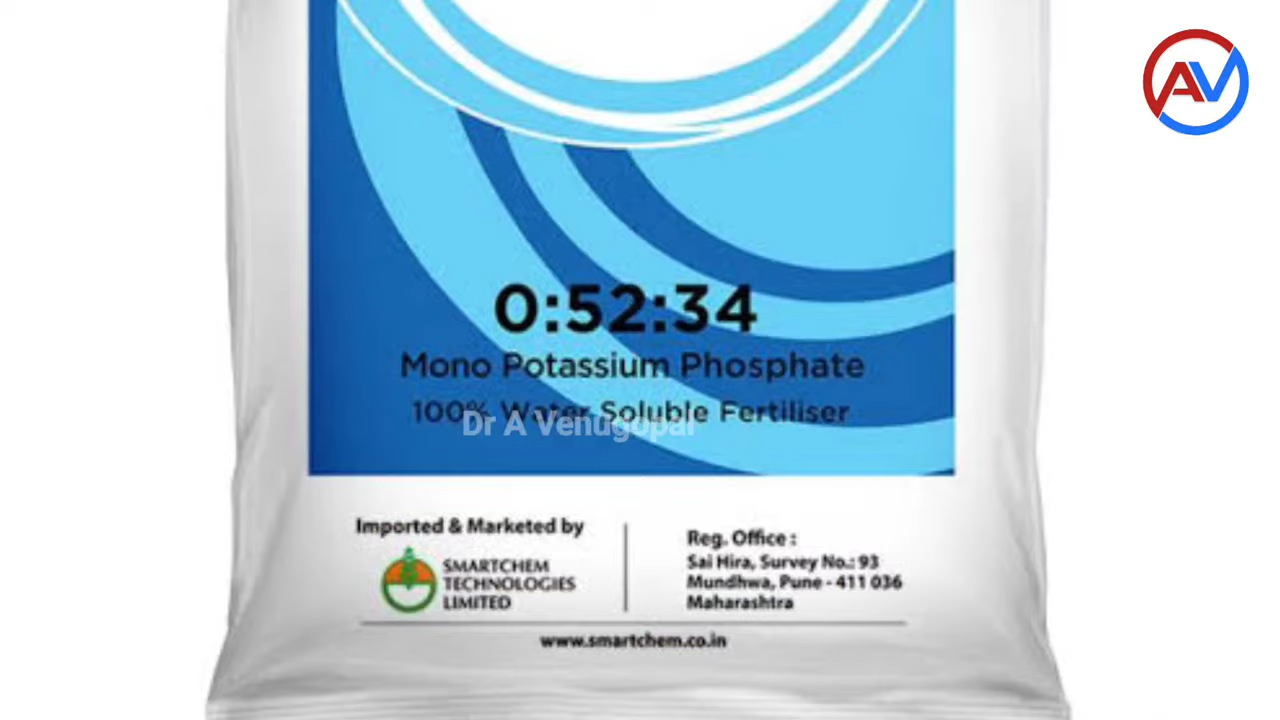 AV
0:52:34
Mono Potassium Phosphate
100% Water Soluble Fertiliser
Dr A Venugopal
Imported & Marketed by
SMARTCHEM
TECHNOLOGIES
LIMITED
Reg. Office :
Sai Hira, Survey No.: 93
Mundhwa, Pune - 411 036
Maharashtra
www.smartchem.co.in